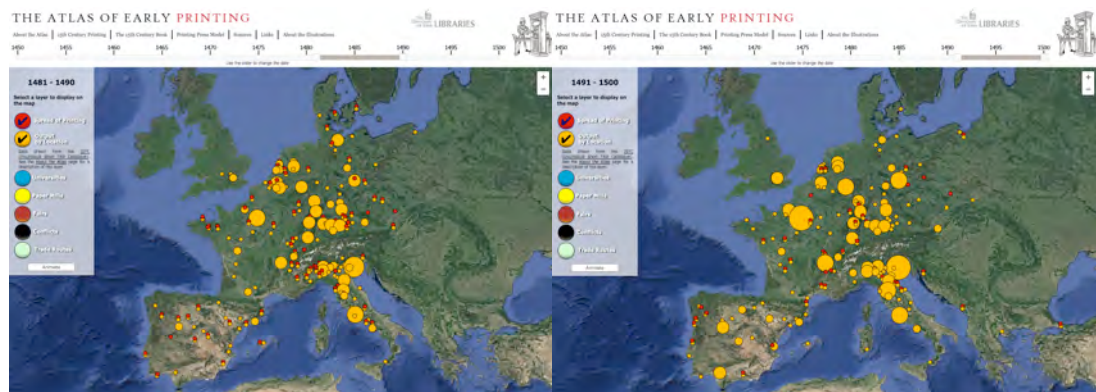 THE ATLAS OF EARLY PRINTING
LIBRARIES
About the Atlas | 15th Century Printing | The 15th Century Book | Printing Press Model | Sources | Links | About the Illustrations
1450 1455 1460 1465 1470 1475 1480 1485 1490 1495 1500
Use the slider to change the date
1481 - 1490
Select a layer to display on
the map
Spread of Printing
Output
by Location
Universities
Paper Mills
Fairs
Conflicts
Trade Routes
Animate
THE ATLAS OF EARLY PRINTING
LIBRARIES
About the Atlas | 15th Century Printing | The 15th Century Book | Printing Press Model | Sources | Links | About the Illustrations
1450 1455 1460 1465 1470 1475 1480 1485 1490 1495 1500
Use the slider to change the date
1491 - 1500
Select a layer to display on
the map
Spread of Printing
Output
by Location
Universities
Paper Mills
Fairs
Conflicts
Trade Routes
Animate